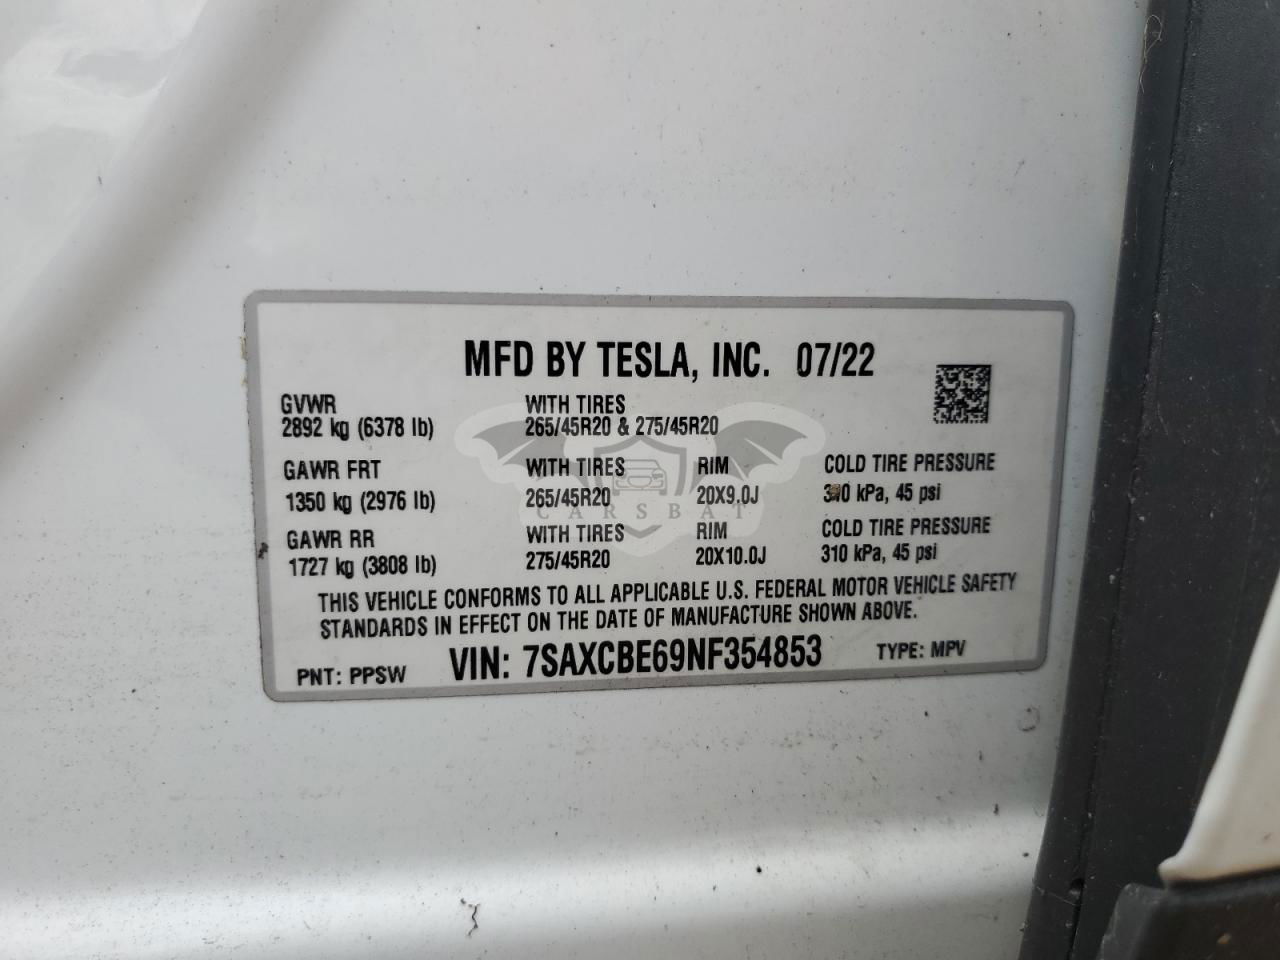 MFD BY TESLA, INC. 07/22
GVWR WITH TIRES
2892 kg (6378 lb) 265/45R20 & 275/45R20
GAWR FRT WITH TIRES RIM COLD TIRE PRESSURE
1350 kg (2976 lb) 265/45R20 20X9.0J 310 kPa, 45 psi
CARSBAT
GAWR RR WITH TIRES RIM COLD TIRE PRESSURE
1727 kg (3808 lb) 275/45R20 20X10.0J 310 kPa, 45 psi
THIS VEHICLE CONFORMS TO ALL APPLICABLE U.S. FEDERAL MOTOR VEHICLE SAFETY
STANDARDS IN EFFECT ON THE DATE OF MANUFACTURE SHOWN ABOVE.
PNT: PPSW VIN: 7SAXCBE69NF354853 TYPE: MPV